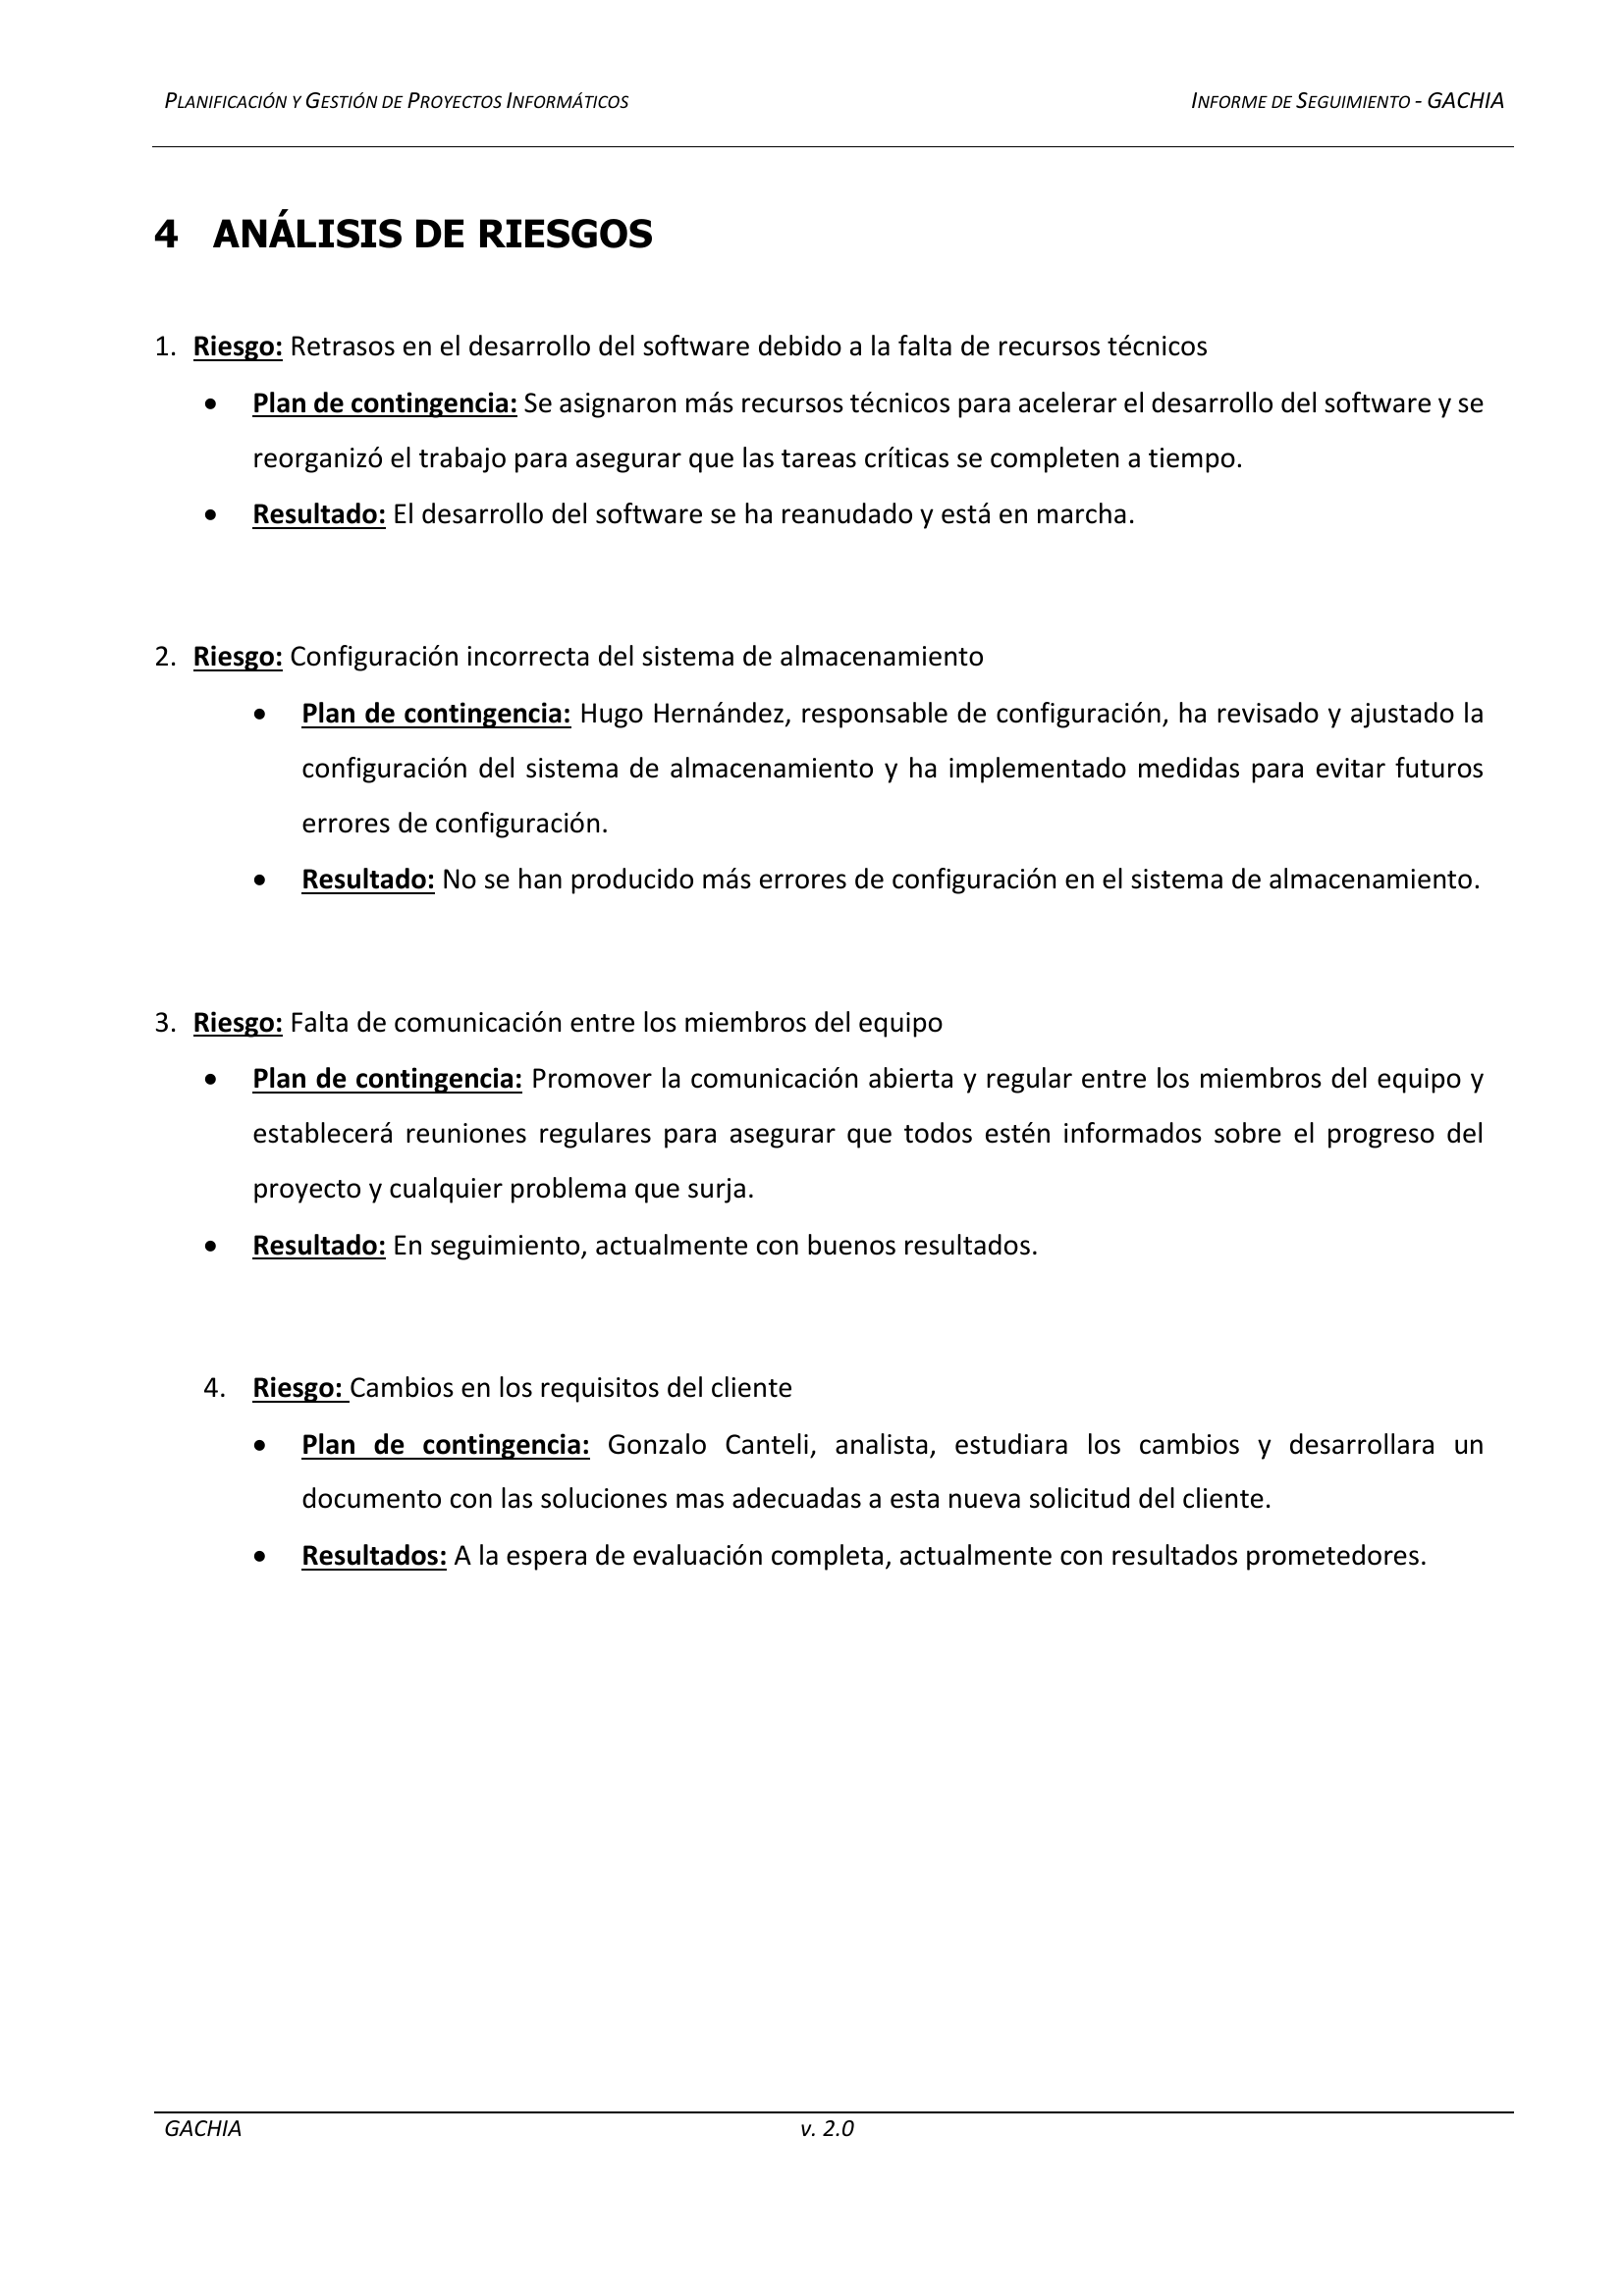 PLANIFICACIÓN Y GESTIÓN DE PROYECTOS INFORMÁTICOS INFORME DE SEGUIMIENTO - GACHIA
4 ANÁLISIS DE RIESGOS
1. Riesgo: Retrasos en el desarrollo del software debido a la falta de recursos técnicos
• Plan de contingencia: Se asignaron más recursos técnicos para acelerar el desarrollo del software y se
reorganizó el trabajo para asegurar que las tareas críticas se completen a tiempo.
• Resultado: El desarrollo del software se ha reanudado y está en marcha.
2. Riesgo: Configuración incorrecta del sistema de almacenamiento
• Plan de contingencia: Hugo Hernández, responsable de configuración, ha revisado y ajustado la
configuración del sistema de almacenamiento y ha implementado medidas para evitar futuros
errores de configuración.
• Resultado: No se han producido más errores de configuración en el sistema de almacenamiento.
3. Riesgo: Falta de comunicación entre los miembros del equipo
• Plan de contingencia: Promover la comunicación abierta y regular entre los miembros del equipo y
establecerá reuniones regulares para asegurar que todos estén informados sobre el progreso del
proyecto y cualquier problema que surja.
• Resultado: En seguimiento, actualmente con buenos resultados.
4. Riesgo: Cambios en los requisitos del cliente
• Plan de contingencia: Gonzalo Canteli, analista, estudiara los cambios y desarrollara un
documento con las soluciones mas adecuadas a esta nueva solicitud del cliente.
• Resultados: A la espera de evaluación completa, actualmente con resultados prometedores.
GACHIA v. 2.0